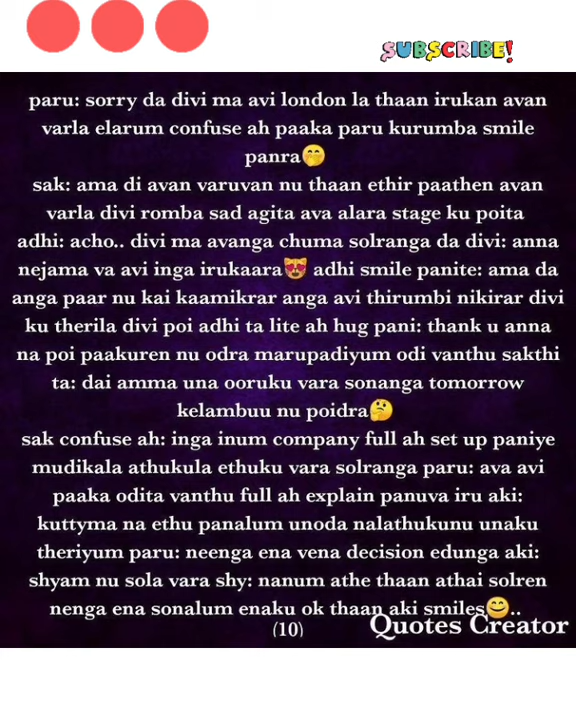 SUBSCRIBE!
paru: sorry da divi ma avi london la thaan irukan avan
varla elarum confuse ah paaka paru kurumba smile
panra🤭
sak: ama di avan varuvan nu thaan ethir paathen avan
varla divi romba sad agita ava alara stage ku poita
adhi: acho.. divi ma avanga chuma solranga da divi: anna
nejama va avi inga irukaara😻 adhi smile panite: ama da
anga paar nu kai kaamikrar anga avi thirumbi nikirar divi
ku therila divi poi adhi ta lite ah hug pani: thank u anna
na poi paakuren nu odra marupadiyum odi vanthu sakthi
ta: dai amma una ooruku vara sonanga tomorrow
kelambuu nu poidra🤔
sak confuse ah: inga inum company full ah set up paniye
mudikala athukula ethuku vara solranga paru: ava avi
paaka odita vanthu full ah explain panuva iru aki:
kuttyma na ethu panalum unoda nalathukunu unaku
theriyum paru: neenga ena vena decision edunga aki:
shyam nu sola vara shy: nanum athe thaan athai solren
nenga ena sonalum enaku ok thaan aki smiles😊..
(10)
Quotes Creator